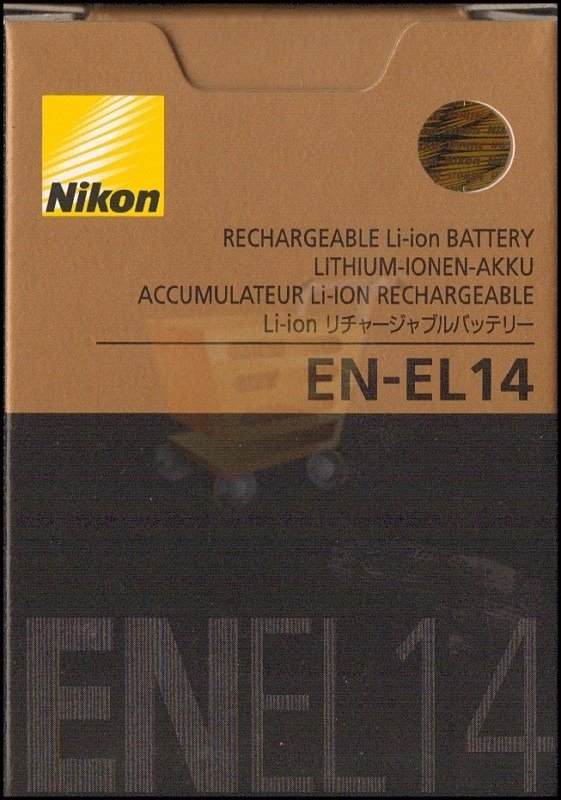 Nikon
RECHARGEABLE Li-ion BATTERY
LITHIUM-IONEN-AKKU
ACCUMULATEUR Li-ION RECHARGEABLE
Li-ion リチャージャブルバッテリー
EN-EL14
ENEL14